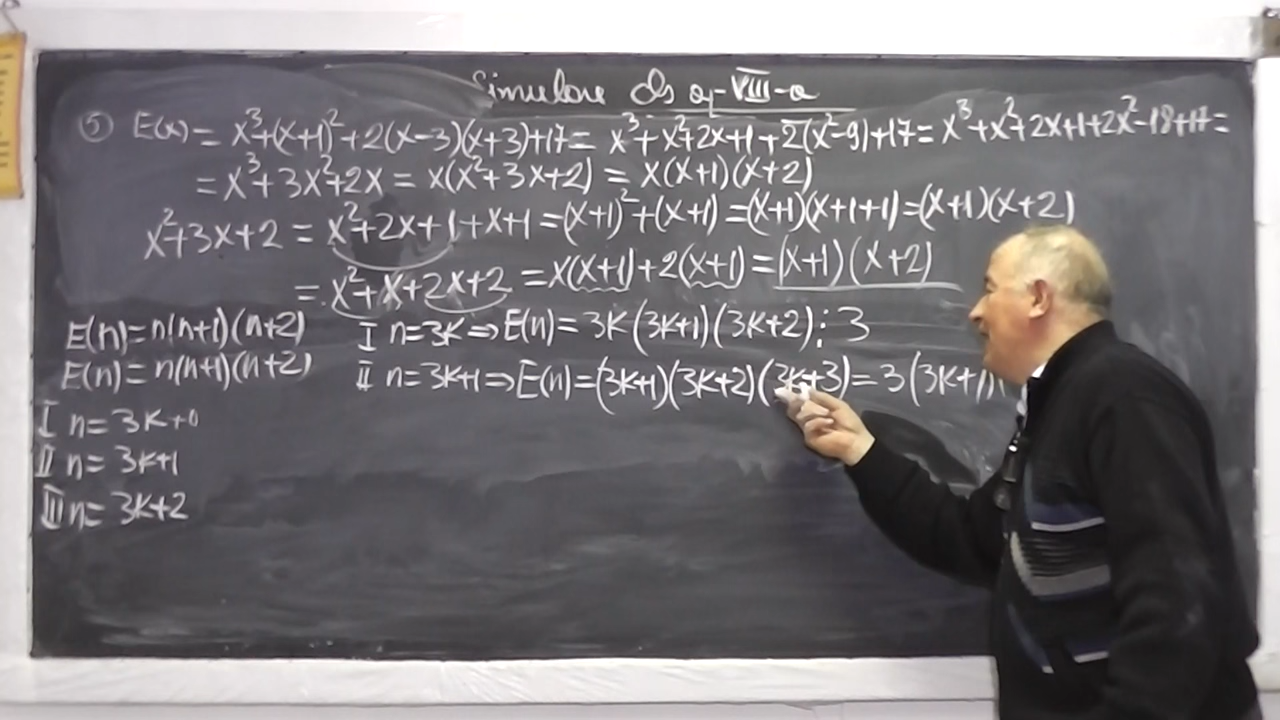 Simulare cls a-VIII-a
⑤ E(x) = x³+(x+1)²+2(x-3)(x+3)+17= x³+x²+2x+1+2(x²-9)+17= x³+x²+2x+1+2x²-18+17=
= x³+3x²+2x = x(x²+3x+2) = x(x+1)(x+2)
x²+3x+2 = x²+2x+1+x+1 =(x+1)²+(x+1) =(x+1)(x+1+1)=(x+1)(x+2)
= x²+x+2x+2 =x(x+1)+2(x+1) =(x+1)(x+2)
E(n)=n(n+1)(n+2)
E(n)=n(n+1)(n+2)
I n=3k+0
II n=3k+1
III n=3k+2
I n=3k⇒E(n)=3k(3k+1)(3k+2)⋮3
II n=3k+1⇒E(n)=(3k+1)(3k+2)(3k+3)=3(3k+1)(